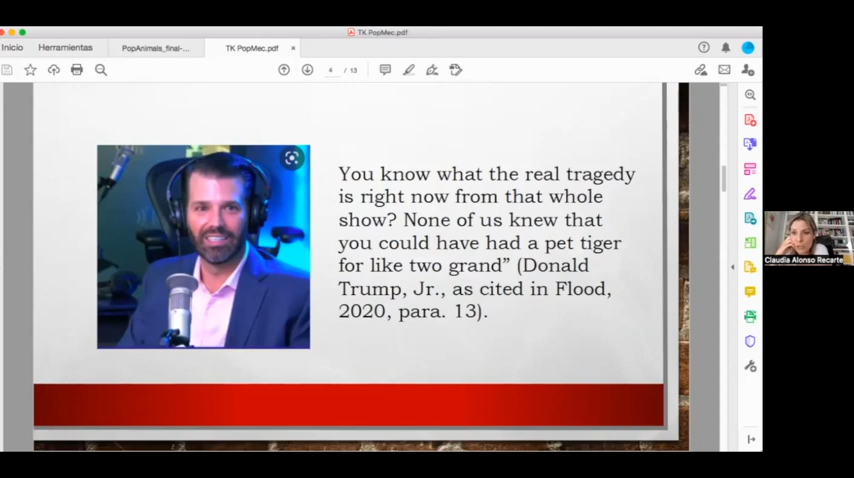 TK PopMec.pdf
Inicio
Herramientas
PopAnimals_final-...
TK PopMec.pdf ×
4 / 13
You know what the real tragedy
is right now from that whole
show? None of us knew that
you could have had a pet tiger
for like two grand” (Donald
Trump, Jr., as cited in Flood,
2020, para. 13).
Claudia Alonso Recarte